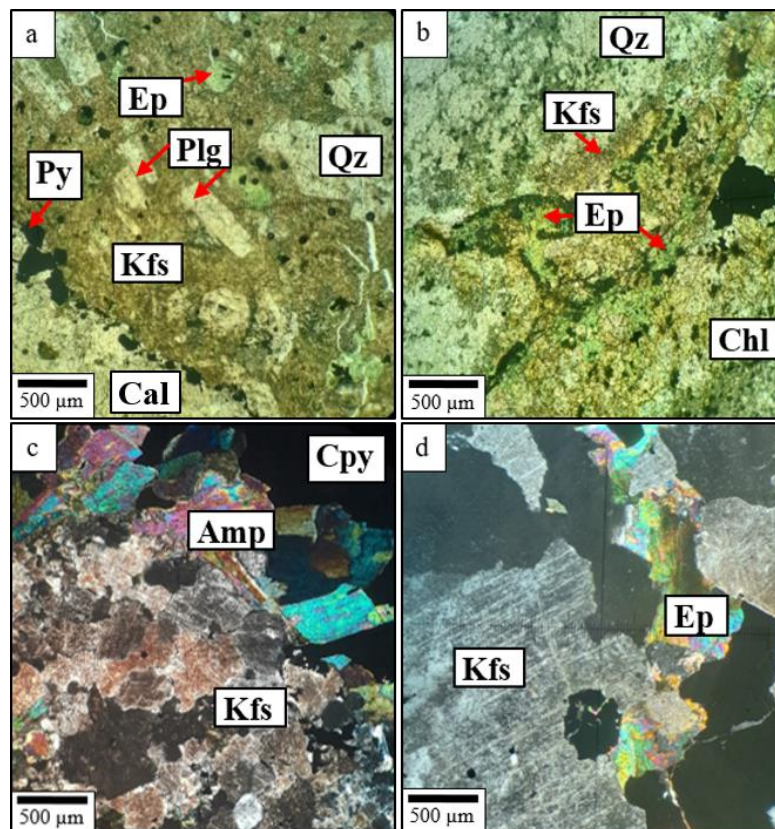 a
Ep
Plg
Qz
Py
Kfs
Cal
500 µm
b
Qz
Kfs
Ep
Chl
500 µm
c
Cpy
Amp
Kfs
500 µm
d
Ep
Kfs
500 µm